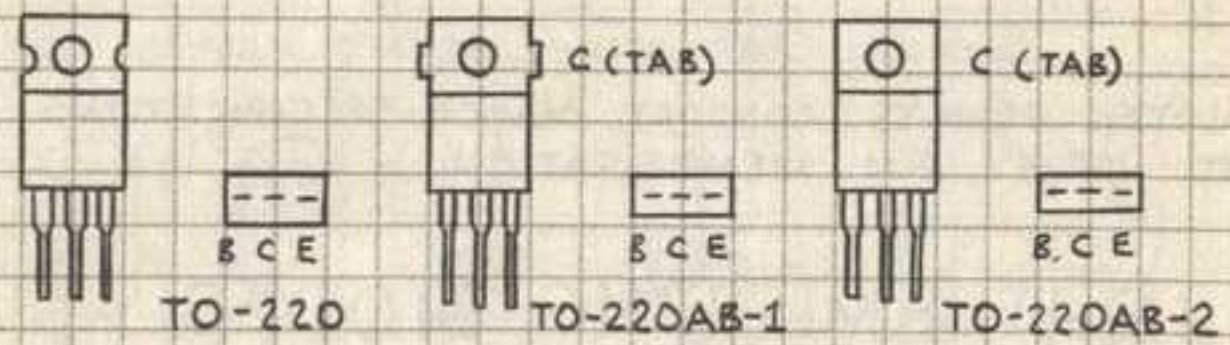 C (TAB) C (TAB)
B C E B C E B. C E
TO-220 TO-220AB-1 TO-220AB-2